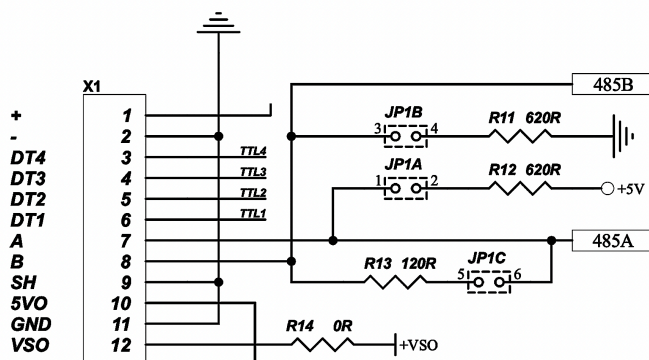 X1
485B
+ 1
JP1B
3 4 R11 620R
- 2
DT4 3 TTL4
JP1A
DT3 4 TTL3
1 2 R12 620R +5V
DT2 5 TTL2
DT1 6 TTL1
A 7 485A
B 8
R13 120R JP1C
5 6
SH 9
5VO 10
GND 11
R14 0R
VSO 12 +VSO